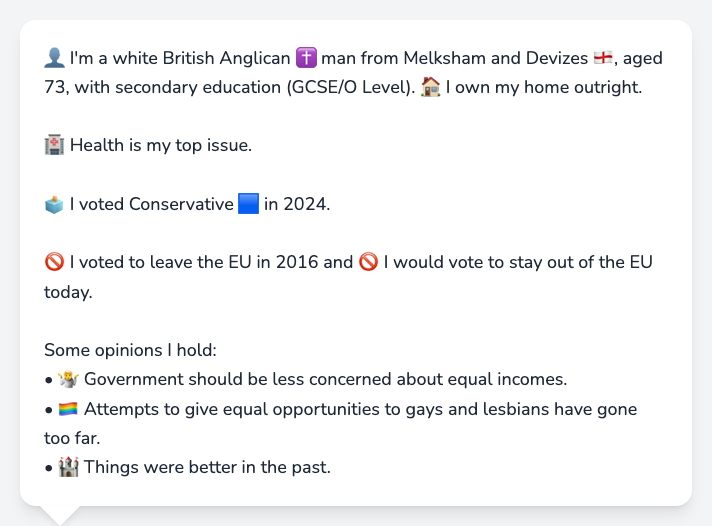 👤 I'm a white British Anglican ✝️ man from Melksham and Devizes 🏴󠁧󠁢󠁥󠁮󠁧󠁿, aged
73, with secondary education (GCSE/O Level). 🏠 I own my home outright.
🏥 Health is my top issue.
🗳️ I voted Conservative 🟦 in 2024.
🚫 I voted to leave the EU in 2016 and 🚫 I would vote to stay out of the EU
today.
Some opinions I hold:
• 🤷 Government should be less concerned about equal incomes.
• 🏳️‍🌈 Attempts to give equal opportunities to gays and lesbians have gone
too far.
• 🏰 Things were better in the past.